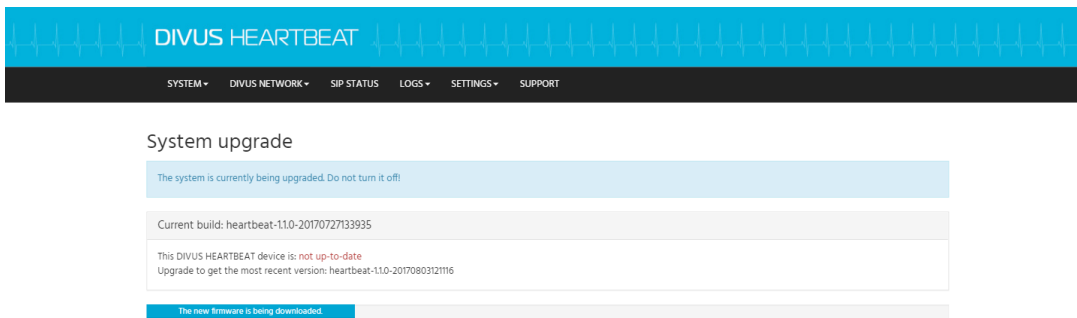 DIVUS HEARTBEAT
SYSTEM DIVUS NETWORK SIP STATUS LOGS SETTINGS SUPPORT
System upgrade
The system is currently being upgraded. Do not turn it off!
Current build: heartbeat-1.1.0-20170727133935
This DIVUS HEARTBEAT device is: not up-to-date
Upgrade to get the most recent version: heartbeat-1.1.0-20170803121116
The new firmware is being downloaded.